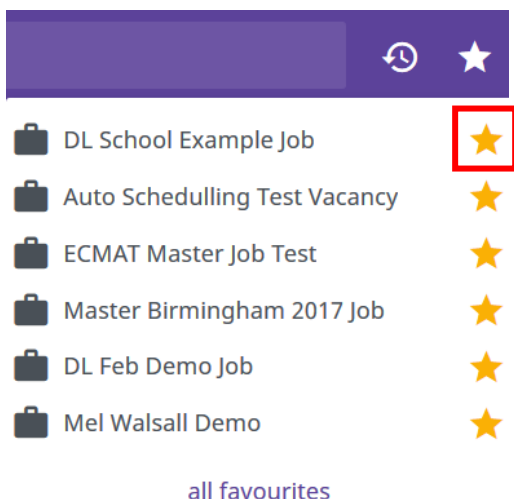 DL School Example Job
Auto Schedulling Test Vacancy
ECMAT Master Job Test
Master Birmingham 2017 Job
DL Feb Demo Job
Mel Walsall Demo
all favourites